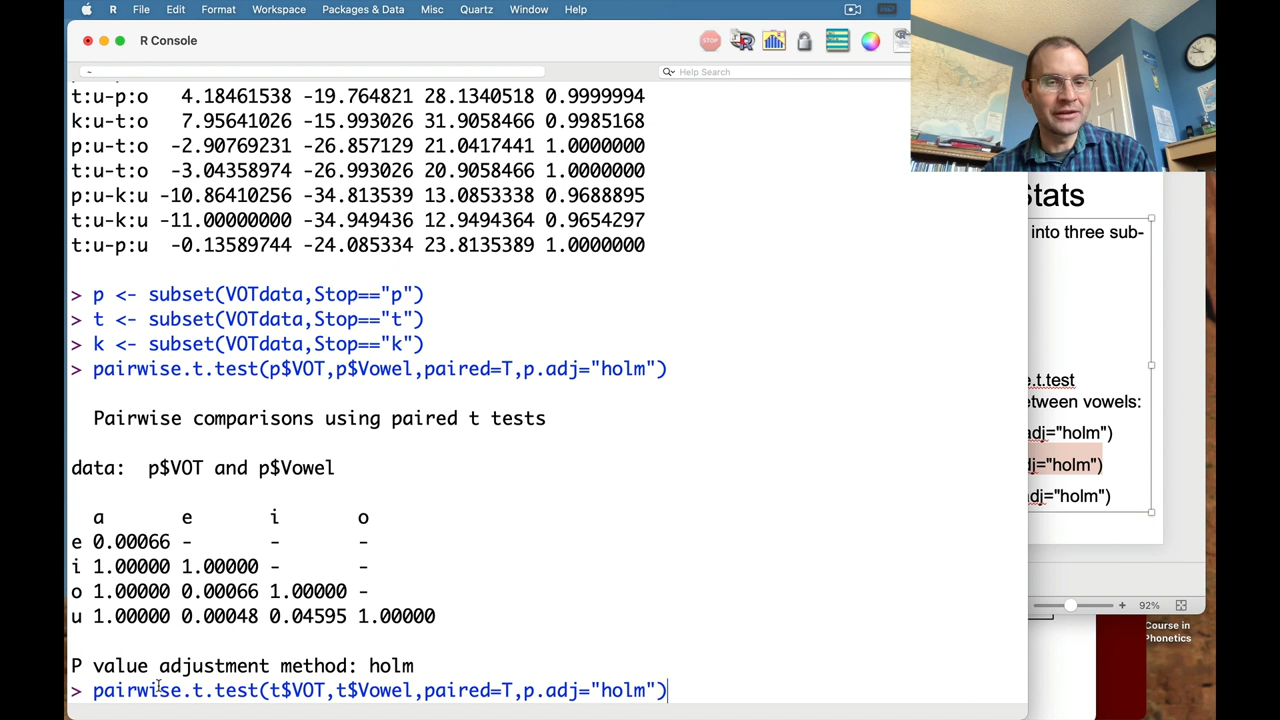 R File Edit Format Workspace Packages & Data Misc Quartz Window Help
R Console
STOP
~
Help Search
t:u-p:o 4.18461538 -19.764821 28.1340518 0.9999994
k:u-t:o 7.95641026 -15.993026 31.9058466 0.9985168
p:u-t:o -2.90769231 -26.857129 21.0417441 1.0000000
t:u-t:o -3.04358974 -26.993026 20.9058466 1.0000000
p:u-k:u -10.86410256 -34.813539 13.0853338 0.9688895
t:u-k:u -11.00000000 -34.949436 12.9494364 0.9654297
t:u-p:u -0.13589744 -24.085334 23.8135389 1.0000000
> p <- subset(VOTdata,Stop=="p")
> t <- subset(VOTdata,Stop=="t")
> k <- subset(VOTdata,Stop=="k")
> pairwise.t.test(p$VOT,p$Vowel,paired=T,p.adj="holm")
Pairwise comparisons using paired t tests
data: p$VOT and p$Vowel
a e i o
e 0.00066 - - -
i 1.00000 1.00000 - -
o 1.00000 0.00066 1.00000 -
u 1.00000 0.00048 0.04595 1.00000
P value adjustment method: holm
> pairwise.t.test(t$VOT,t$Vowel,paired=T,p.adj="holm")
Stats
into three sub-
e.t.test
etween vowels:
adj="holm")
dj="holm")
adj="holm")
92%
Course in
Phonetics